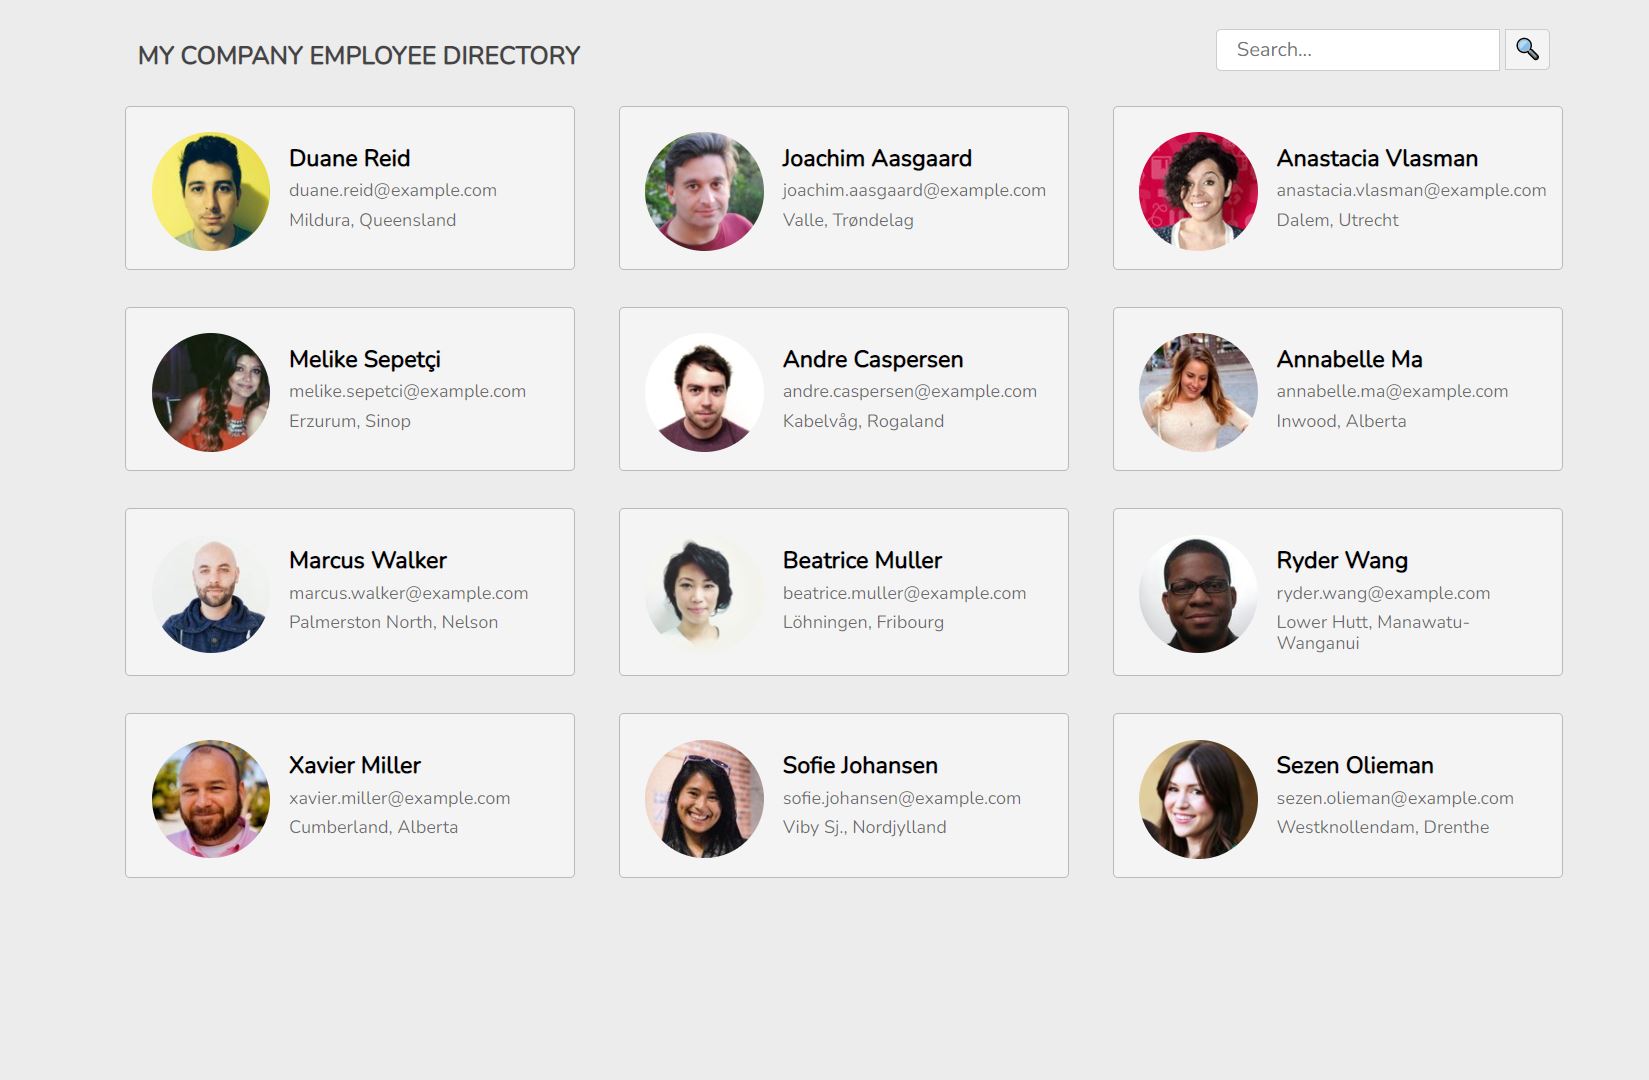 MY COMPANY EMPLOYEE DIRECTORY
Search...
Duane Reid
duane.reid@example.com
Mildura, Queensland
Joachim Aasgaard
joachim.aasgaard@example.com
Valle, Trøndelag
Anastacia Vlasman
anastacia.vlasman@example.com
Dalem, Utrecht
Melike Sepetçi
melike.sepetci@example.com
Erzurum, Sinop
Andre Caspersen
andre.caspersen@example.com
Kabelvåg, Rogaland
Annabelle Ma
annabelle.ma@example.com
Inwood, Alberta
Marcus Walker
marcus.walker@example.com
Palmerston North, Nelson
Beatrice Muller
beatrice.muller@example.com
Löhningen, Fribourg
Ryder Wang
ryder.wang@example.com
Lower Hutt, Manawatu-
Wanganui
Xavier Miller
xavier.miller@example.com
Cumberland, Alberta
Sofie Johansen
sofie.johansen@example.com
Viby Sj., Nordjylland
Sezen Olieman
sezen.olieman@example.com
Westknollendam, Drenthe